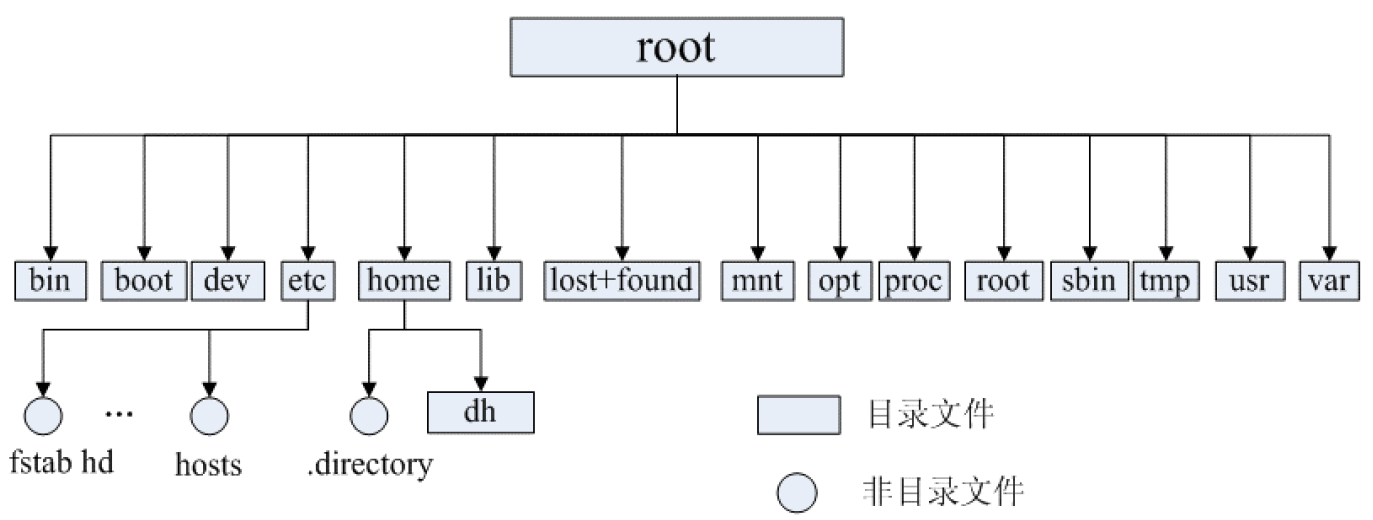 root
bin boot dev etc home lib lost+found mnt opt proc root sbin tmp usr var
... dh 目录文件
fstab hd hosts .directory
非目录文件